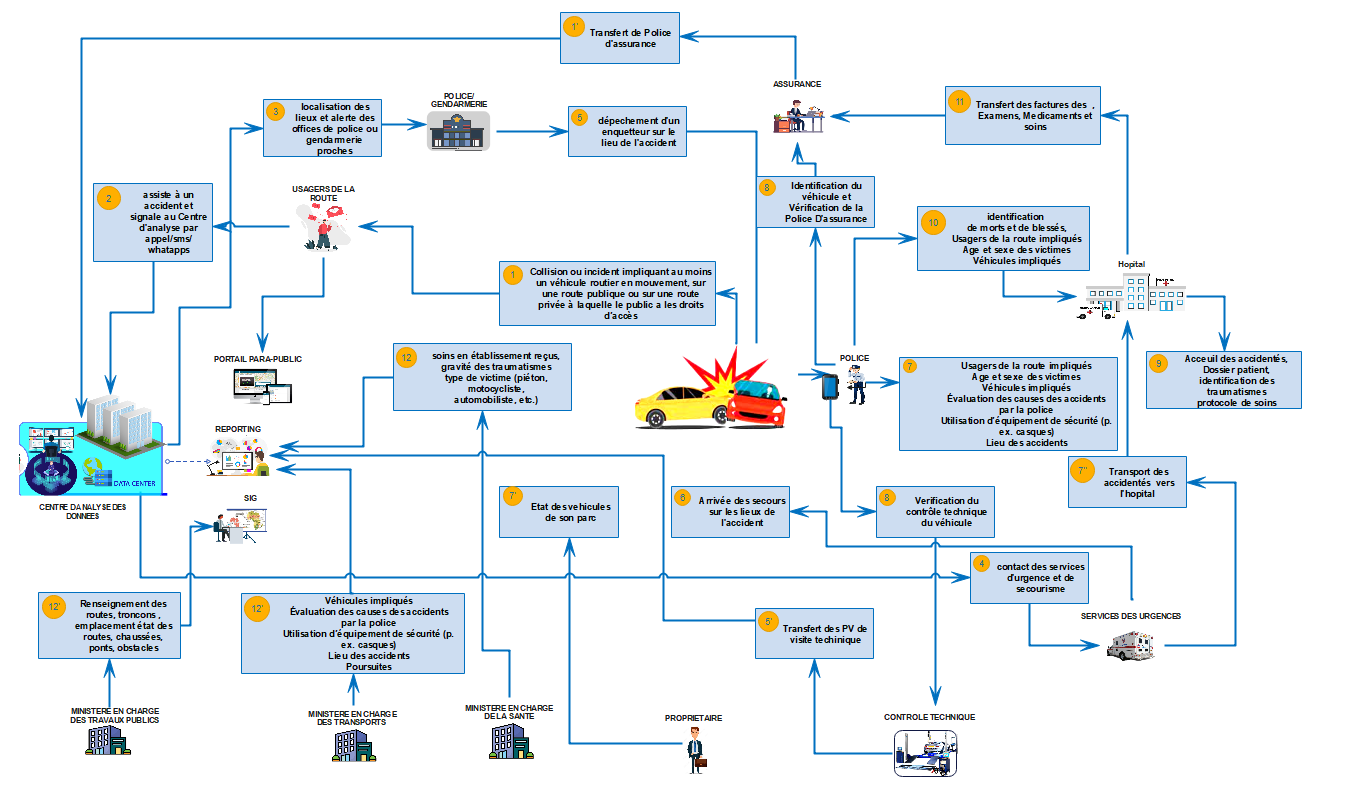 1'
Transfert de Police
d'assurance
ASSURANCE
11
Transfert des factures des ,
Examens, Medicaments et
soins
3
localisation des
lieux et alerte des
offices de police ou
gendarmerie
proches
POLICE/
GENDARMERIE
5
dépechement d'un
enquetteur sur le
lieu de l'accident
2
assiste à un
accident et
signale au Centre
d'analyse par
appel/sms/
whatapps
USAGERS DE LA
ROUTE
8
Identification du
véhicule et
Vérification de la
Police D'assurance
10
identification
de morts et de blessés,
Usagers de la route impliqués
Age et sexe des victimes
Véhicules impliqués
1
Collision ou incident impliquant au moins
un véhicule routier en mouvement, sur
une route publique ou sur une route
privée à laquelle le public a les droits
d'accès
Hopital
PORTAIL PARA-PUBLIC
12
soins en établissement reçus,
gravité des traumatismes
type de victime (piéton,
motocycliste,
automobiliste, etc.)
POLICE
7
Usagers de la route impliqués
Age et sexe des victimes
Véhicules impliqués
Évaluation des causes des accidents
par la police
Utilisation d'équipement de sécurité (p.
ex. casques)
Lieu des accidents
9
Acceuil des accidentés,
Dossier patient,
identification des
traumatismes
protocole de soins
REPORTING
DATA CENTER
CENTRE DA NALYSE DES
DONNEES
SIG
7'
Etat des vehicules
de son parc
6
Arrivée des secours
sur les lieux de
l'accident
8
Verification du
contrôle technique
du véhicule
7''
Transport des
accidentés vers
l'hopital
4
contact des services
d'urgence et de
secourisme
12'
Renseignement des
routes, troncons ,
emplacement état des
routes, chaussées,
ponts, obstacles
12'
Véhicules impliqués
Évaluation des causes des accidents
par la police
Utilisation d'équipement de sécurité (p.
ex. casques)
Lieu des accidents
Poursuites
5'
Transfert des PV de
visite techinique
SERVICES DES URGENCES
MINISTERE EN CHARGE
DES TRAVAUX PUBLICS
MINISTERE EN CHARGE
DES TRANSPORTS
MINISTERE EN CHARGE
DE LA SANTE
PROPRIETAIRE
CONTROLE TECHNIQUE